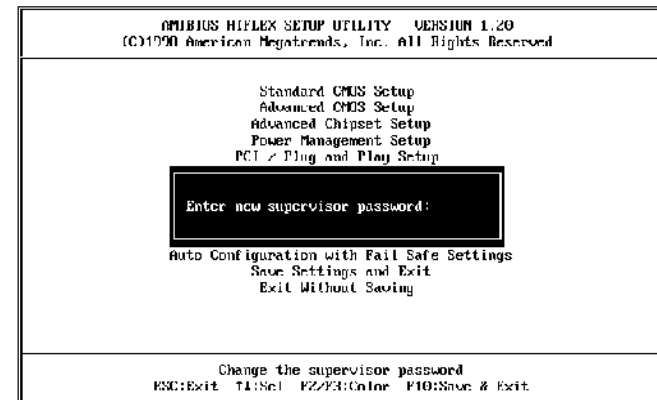 AMIBIOS HIFLEX SETUP UTILITY VERSION 1.20
(C)1998 American Megatrends, Inc. All Rights Reserved
Standard CMOS Setup
Advanced CMOS Setup
Advanced Chipset Setup
Power Management Setup
PCI / Plug and Play Setup
Enter new supervisor password:
Auto Configuration with Fail Safe Settings
Save Settings and Exit
Exit Without Saving
Change the supervisor password
ESC:Exit ↑↓:Sel F2/F3:Color F10:Save & Exit